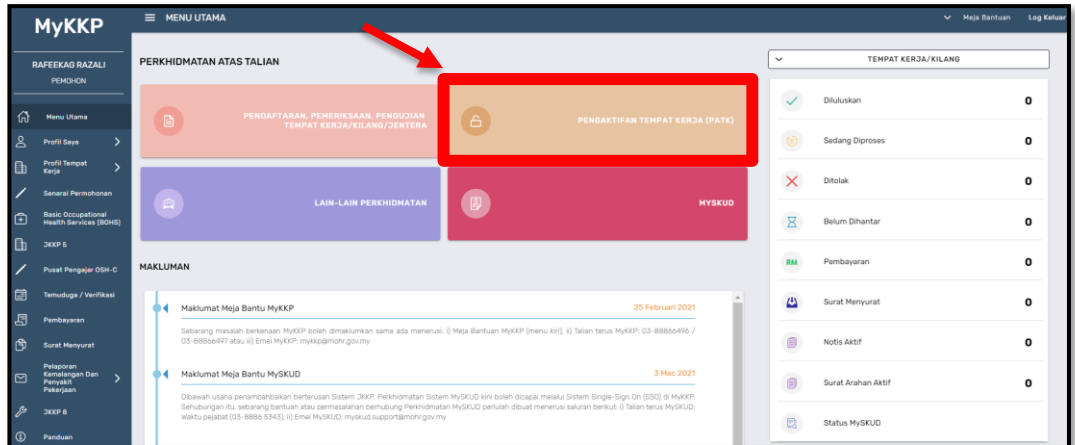 MyKKP
MENU UTAMA
Meja Bantuan
Log Keluar
RAFEEKAG RAZALI
PEMOHON
Menu Utama
Profil Saya
Profil Tempat
Kerja
Senarai Permohonan
Basic Occupational
Health Services (BOHS)
JKKP 5
Pusat Pengajar OSH-C
Temuduga / Verifikasi
Pembayaran
Surat Menyurat
Pelaporan
Kemalangan Dan
Penyakit
Pekerjaan
JKKP 8
Panduan
PERKHIDMATAN ATAS TALIAN
PENDAFTARAN, PEMERIKSAAN, PENGUJIAN
TEMPAT KERJA/KILANG/JENTERA
PENGAKTIFAN TEMPAT KERJA (PATK)
LAIN-LAIN PERKHIDMATAN
MYSKUD
MAKLUMAN
Maklumat Meja Bantu MyKKP
25 Februari 2021
Sebarang masalah berkenaan MyKKP boleh dimaklumkan sama ada menerusi: i) Meja Bantuan MyKKP (menu kiri), ii) Talian terus MyKKP: 03-88866496 /
03-88866497 atau iii) Emel MyKKP: mykkp@mohr.gov.my
Maklumat Meja Bantu MySKUD
3 Mac 2021
Dibawah usaha penambahbaikan berterusan Sistem JKKP. Perkhidmatan Sistem MySKUD kini boleh dicapai melalui Sistem Single-Sign On (SSO) di MyKKP.
Sehubungan itu, sebarang bantuan atau permasalahan berhubung Perkhidmatan MySKUD perlulah dibuat menerusi saluran berikut: i) Talian terus MySKUD:
Waktu pejabat (03-8886 5343), ii) Emel MySKUD: myskud.support@mohr.gov.my
TEMPAT KERJA/KILANG
Diluluskan 0
Sedang Diproses 0
Ditolak 0
Belum Dihantar 0
RM Pembayaran 0
Surat Menyurat 0
Notis Aktif 0
Surat Arahan Aktif 0
Status MySKUD